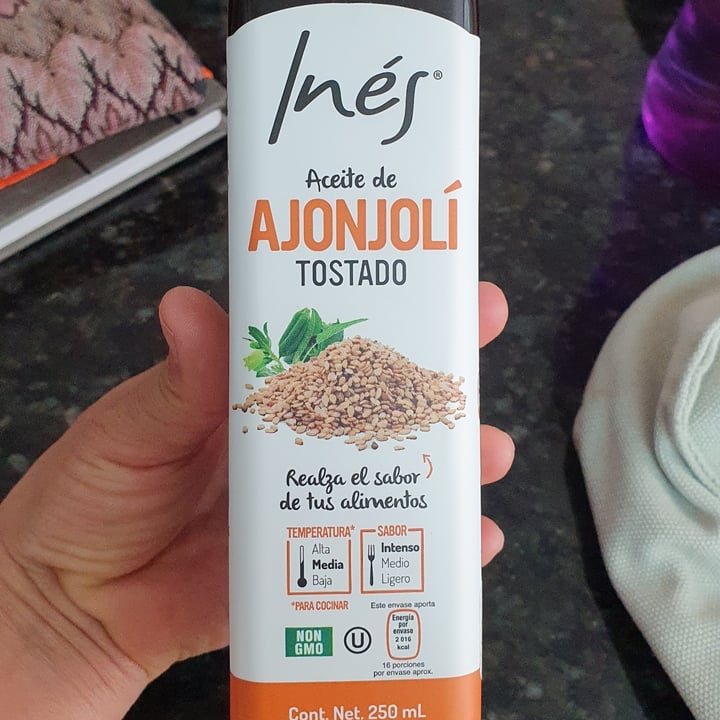 Inés®
Aceite de
AJONJOLÍ
TOSTADO
Realza el sabor
de tus alimentos
TEMPERATURA*
Alta
Media
Baja
SABOR
Intenso
Medio
Ligero
*PARA COCINAR
NON
GMO
U
Este envase aporta
Energía
por
envase
2 016
kcal
16 porciones
por envase aprox.
Cont. Net. 250 mL